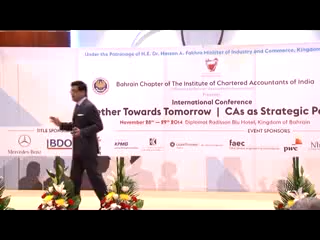 Under the Patronage of H.E. Dr. Hassan A. Fakhro Minister of Industry and Commerce, Kingdom
Bahrain Chapter of The Institute of Chartered Accountants of India
International Conference
ether Towards Tomorrow | CAs as Strategic Pa
November 28th - 29th 2014 Diplomat Radisson Blu Hotel, Kingdom of Bahrain
TITLE SPONSORS
EVENT SPONSORS
Mercedes-Benz
BDO
KPMG
faec
pwc